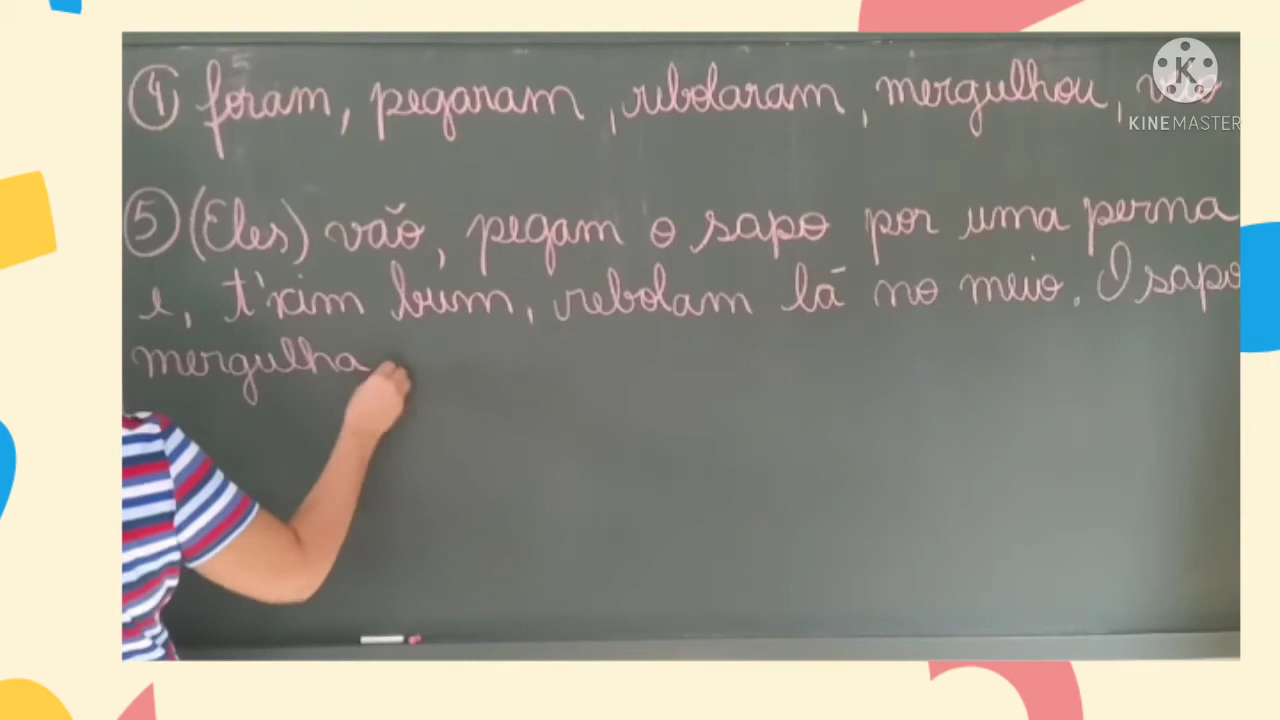 ④ foram, pegaram, rebolaram, mergulhou, vão
⑤ (Eles) vão, pegam o sapo por uma perna
e, t'xim bum, rebolam lá no meio. O sapo
mergulha
KINEMASTER